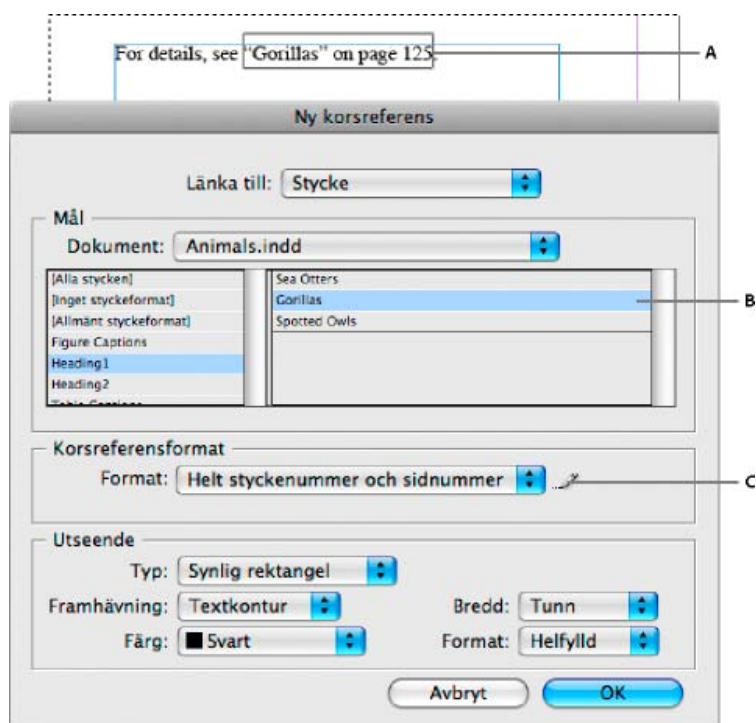 For details, see “Gorillas” on page 125.
A
Ny korsreferens
Länka till: Stycke
Mål
Dokument: Animals.indd
[Alla stycken]
[Inget styckeformat]
[Allmänt styckeformat]
Figure Captions
Heading1
Heading2
Table Captions
Sea Otters
Gorillas
Spotted Owls
B
Korsreferensformat
Format: Helt styckenummer och sidnummer
C
Utseende
Typ: Synlig rektangel
Framhävning: Textkontur Bredd: Tunn
Färg: Svart Format: Helfylld
Avbryt OK